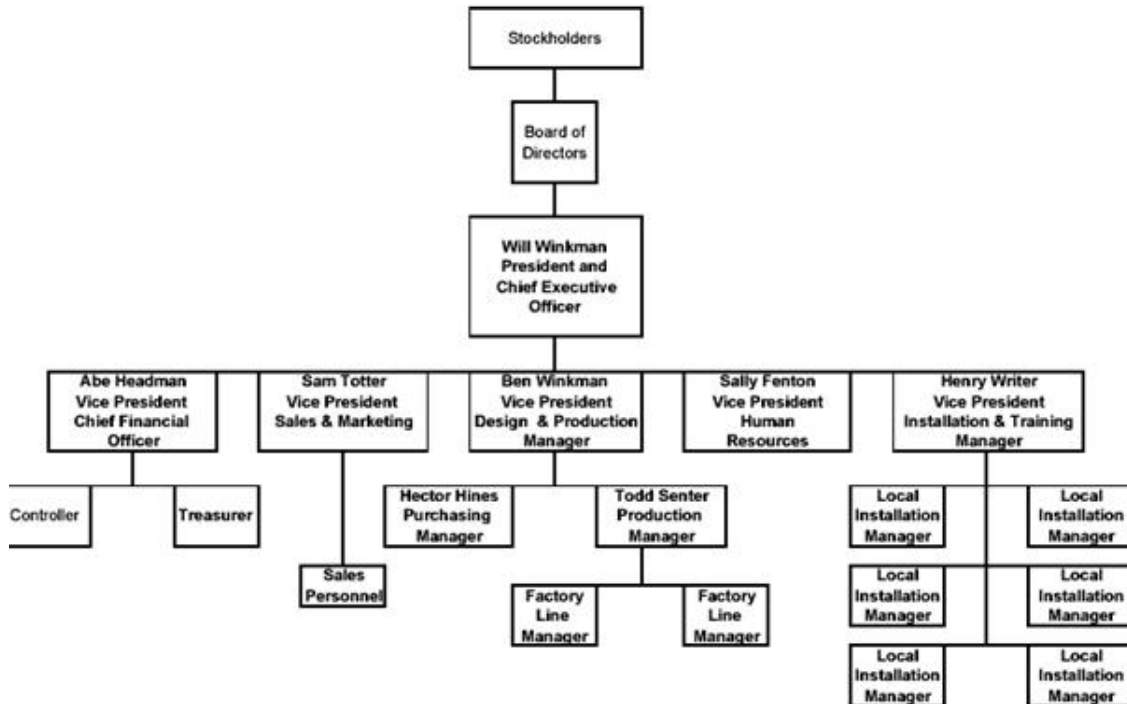 Stockholders
Board of
Directors
Will Winkman
President and
Chief Executive
Officer
Abe Headman
Vice President
Chief Financial
Officer
Sam Totter
Vice President
Sales & Marketing
Ben Winkman
Vice President
Design & Production
Manager
Sally Fenton
Vice President
Human
Resources
Henry Writer
Vice President
Installation & Training
Manager
Controller
Treasurer
Hector Hines
Purchasing
Manager
Todd Senter
Production
Manager
Local
Installation
Manager
Local
Installation
Manager
Sales
Personnel
Factory
Line
Manager
Factory
Line
Manager
Local
Installation
Manager
Local
Installation
Manager
Local
Installation
Manager
Local
Installation
Manager